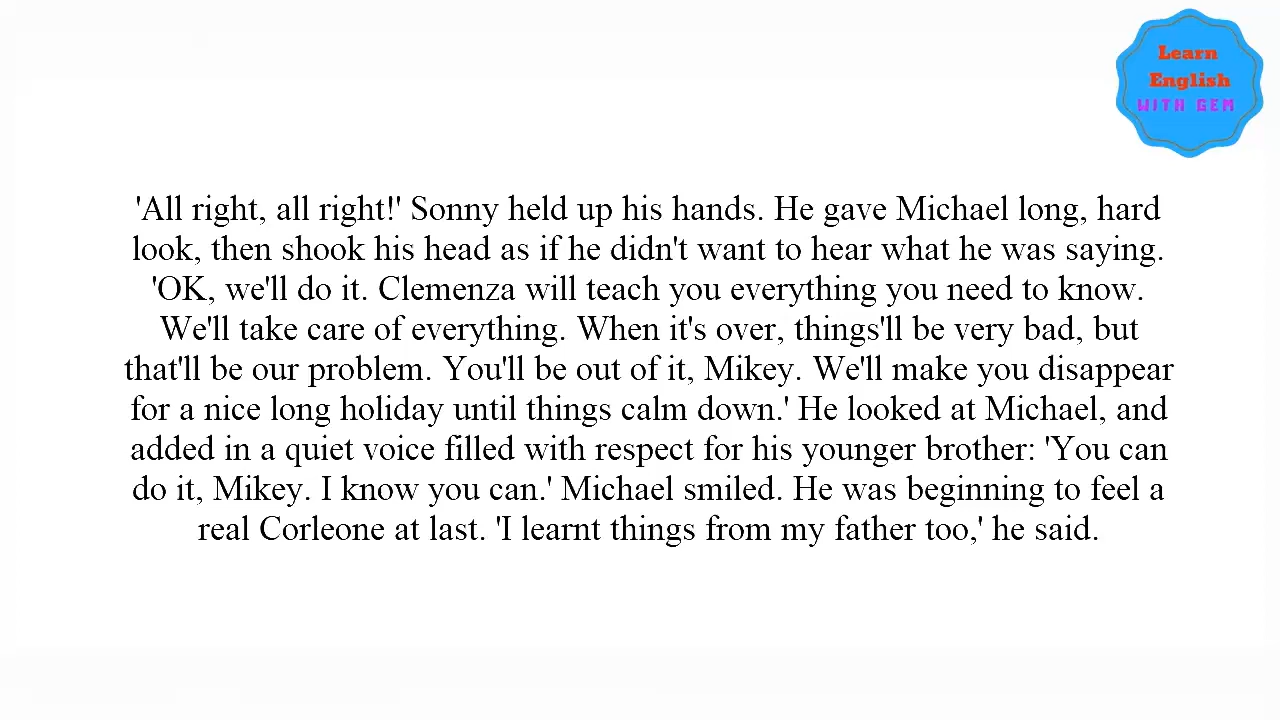 Learn
English
WITH GEM
'All right, all right!' Sonny held up his hands. He gave Michael long, hard
look, then shook his head as if he didn't want to hear what he was saying.
'OK, we'll do it. Clemenza will teach you everything you need to know.
We'll take care of everything. When it's over, things'll be very bad, but
that'll be our problem. You'll be out of it, Mikey. We'll make you disappear
for a nice long holiday until things calm down.' He looked at Michael, and
added in a quiet voice filled with respect for his younger brother: 'You can
do it, Mikey. I know you can.' Michael smiled. He was beginning to feel a
real Corleone at last. 'I learnt things from my father too,' he said.